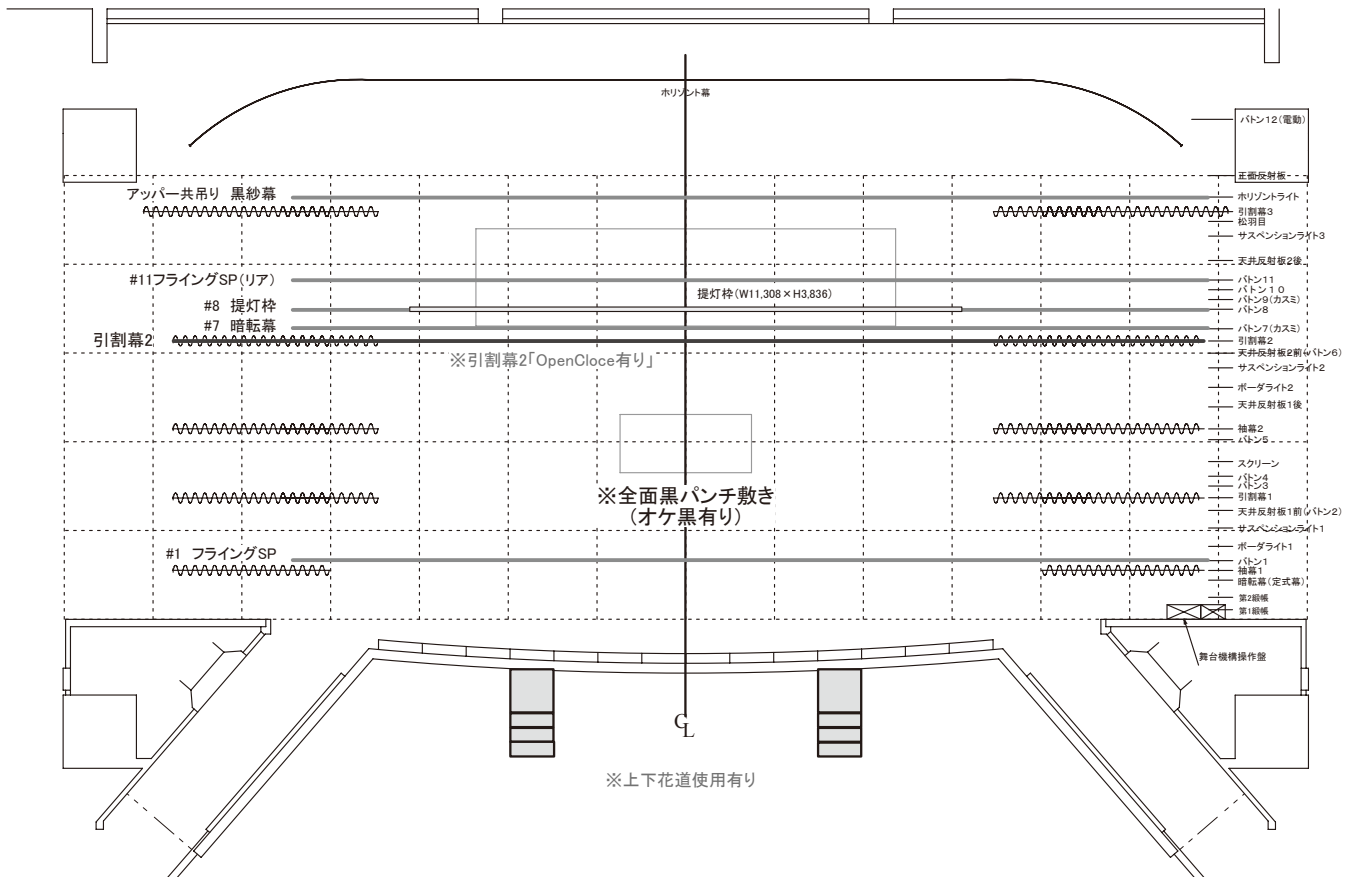 ホリゾント幕
バトン12(電動)
正面反射板
アッパー共吊り 黒紗幕
ホリゾントライト
引割幕3
松羽目
サスペンションライト3
天井反射板2後
#11フライングSP(リア)
バトン11
バトン10
提灯枠(W11,308×H3,836)
バトン9(カスミ)
#8 提灯枠
バトン8
#7 暗転幕
バトン7(カスミ)
引割幕2
引割幕2
天井反射板2前(バトン6)
※引割幕2「OpenCloce有り」
サスペンションライト2
ボーダライト2
天井反射板1後
袖幕2
バトン5
スクリーン
バトン4
バトン3
※全面黒パンチ敷き
(オケ黒有り)
引割幕1
天井反射板1前(バトン2)
サスペンションライト1
ボーダライト1
#1 フライングSP
バトン1
袖幕1
暗転幕(定式幕)
第2緞帳
第1緞帳
舞台機構操作盤
CL
※上下花道使用有り